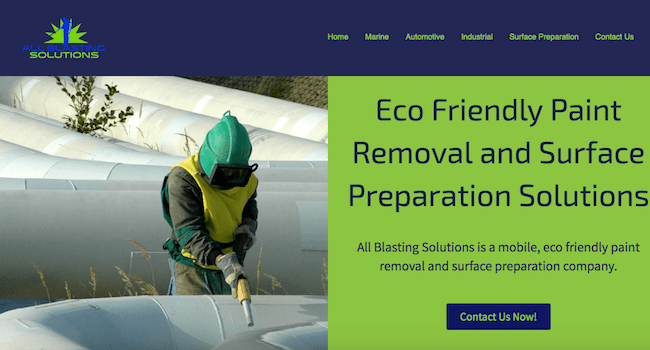 ALL BLASTING
SOLUTIONS
Home Marine Automotive Industrial Surface Preparation Contact Us
Eco Friendly Paint
Removal and Surface
Preparation Solutions
All Blasting Solutions is a mobile, eco friendly paint
removal and surface preparation company.
Contact Us Now!